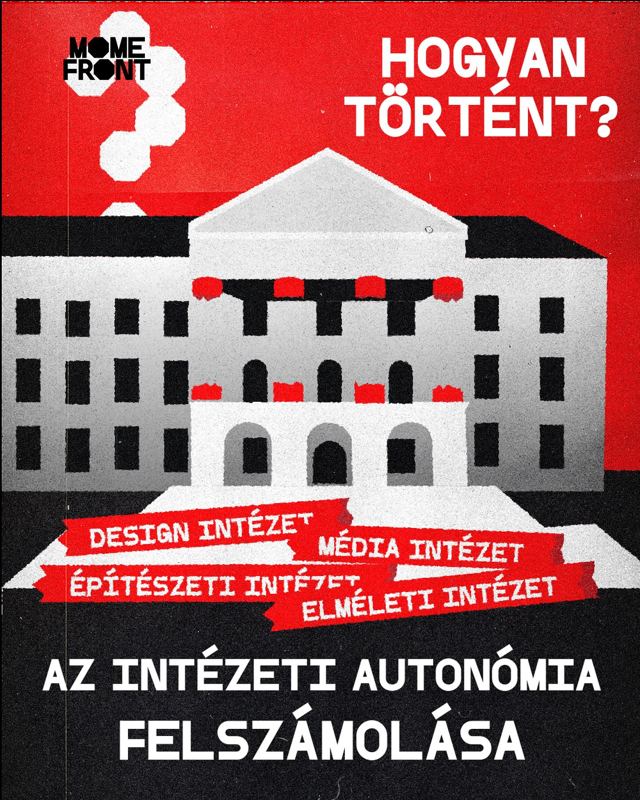 MOME
FRONT
HOGYAN
TÖRTÉNT?
DESIGN INTÉZET
MÉDIA INTÉZET
ÉPÍTÉSZETI INTÉZET
ELMÉLETI INTÉZET
AZ INTÉZETI AUTONÓMIA
FELSZÁMOLÁSA